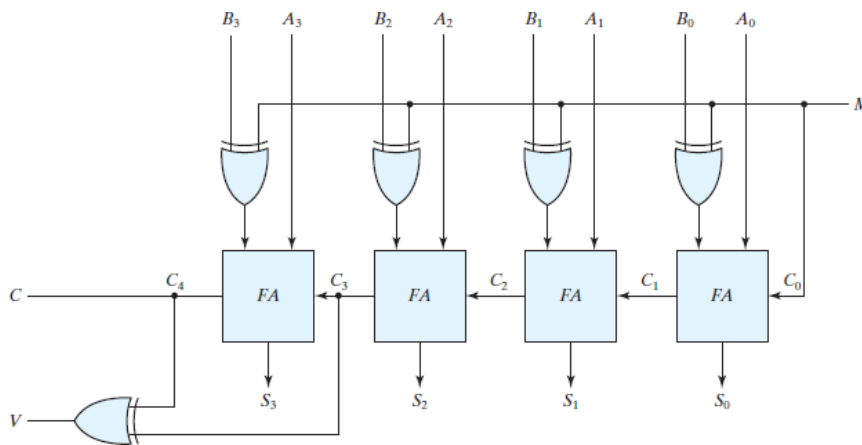 B₃ A₃ B₂ A₂ B₁ A₁ B₀ A₀
M
C C₄ FA C₃ FA C₂ FA C₁ FA C₀
S₃ S₂ S₁ S₀
V